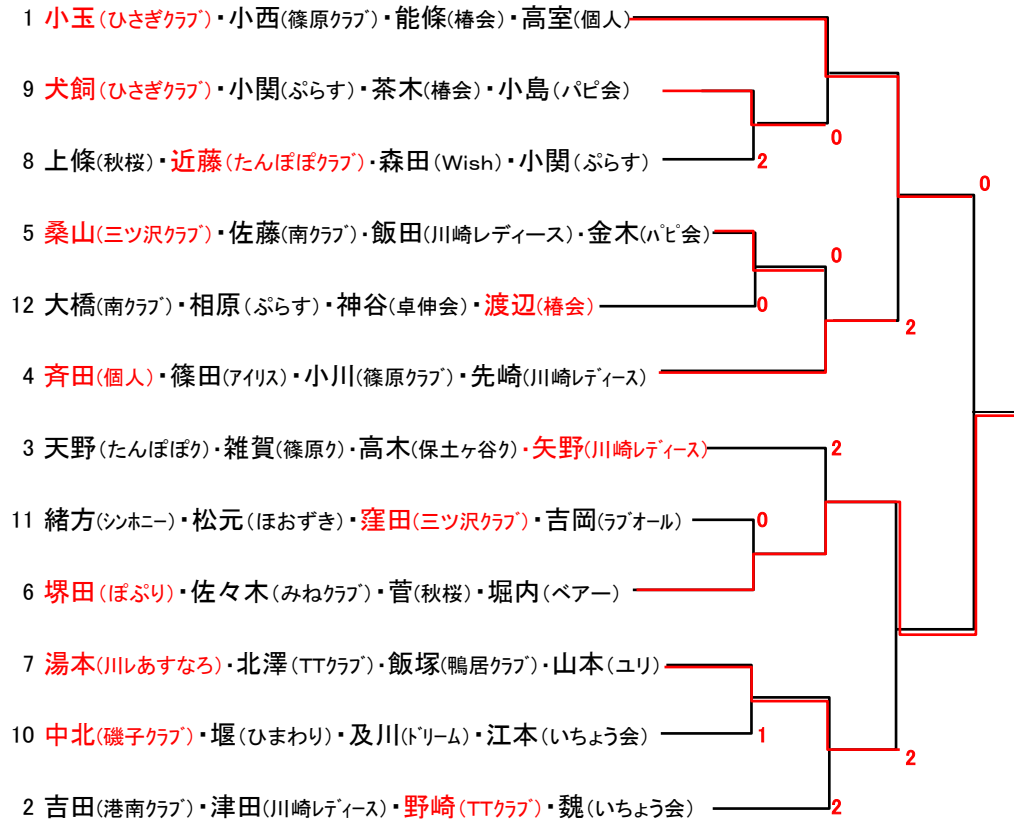 1 小玉(ひさぎクラブ)・小西(篠原クラブ)・能條(椿会)・高室(個人)
9 犬飼(ひさぎクラブ)・小関(ぷらす)・茶木(椿会)・小島(パピ会)
0
8 上條(秋桜)・近藤(たんぽぽクラブ)・森田(Wish)・小関(ぷらす)
2
0
5 桑山(三ツ沢クラブ)・佐藤(南クラブ)・飯田(川崎レディース)・金木(パピ会)
0
12 大橋(南クラブ)・相原(ぷらす)・神谷(卓伸会)・渡辺(椿会)
0
2
4 斉田(個人)・篠田(アイリス)・小川(篠原クラブ)・先崎(川崎レディース)
3 天野(たんぽぽク)・雑賀(篠原ク)・高木(保土ヶ谷ク)・矢野(川崎レディース)
2
11 緒方(シンホニー)・松元(ほおずき)・窪田(三ツ沢クラブ)・吉岡(ラブオール)
0
6 堺田(ぽぷり)・佐々木(みねクラブ)・菅(秋桜)・堀内(ベアー)
7 湯本(川レあすなろ)・北澤(TTクラブ)・飯塚(鴨居クラブ)・山本(ユリ)
10 中北(磯子クラブ)・堰(ひまわり)・及川(ドリーム)・江本(いちょう会)
1
2
2 吉田(港南クラブ)・津田(川崎レディース)・野崎(TTクラブ)・魏(いちょう会)
2